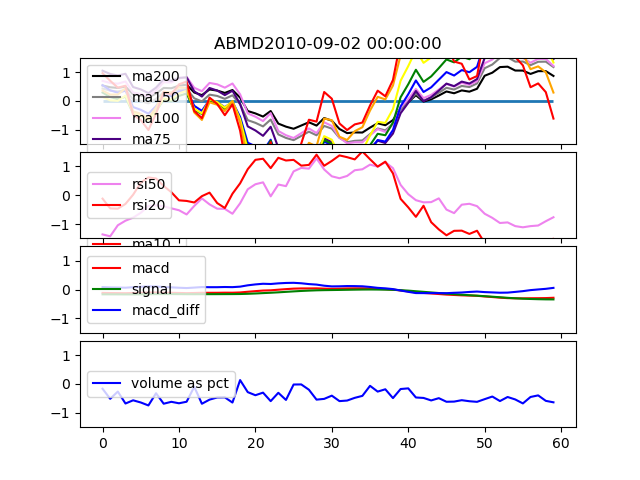 ABMD2010-09-02 00:00:00
1
0
−1
ma200
ma150
ma100
ma75
1
0
−1
rsi50
rsi20
ma10
1
0
−1
macd
signal
macd_diff
1
0
−1
volume as pct
0 10 20 30 40 50 60